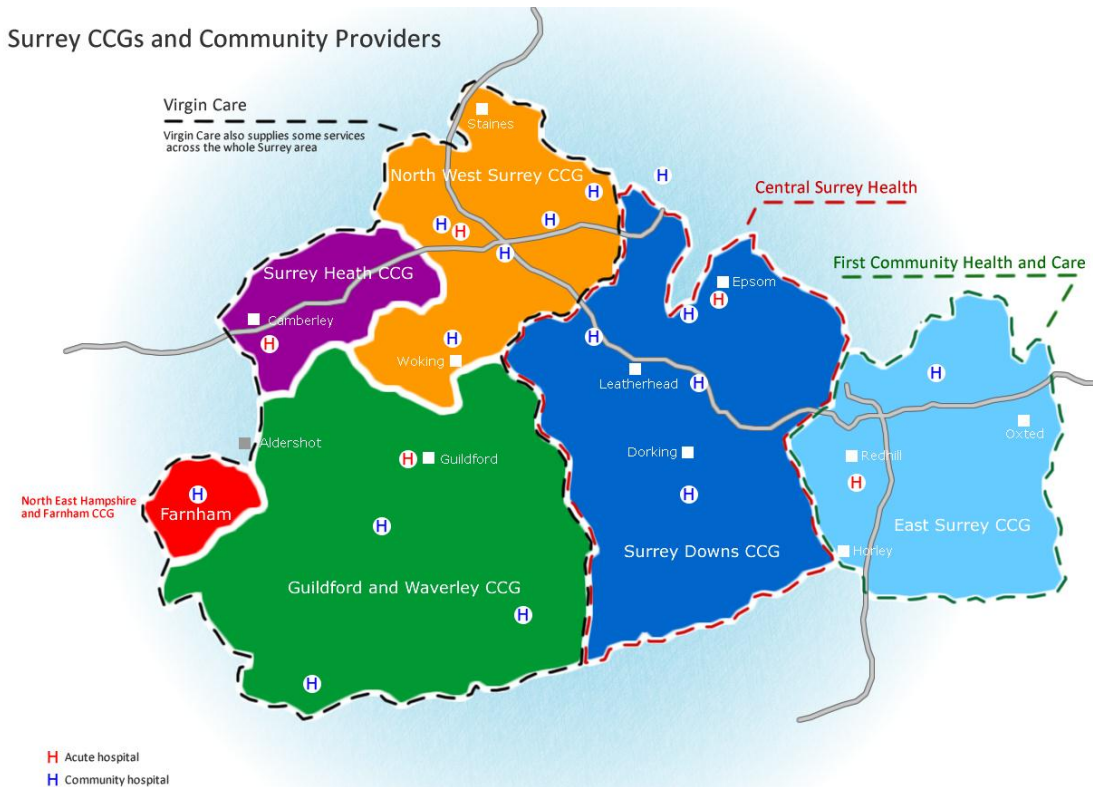 Surrey CCGs and Community Providers
Virgin Care
Virgin Care also supplies some services
across the whole Surrey area
Staines
North West Surrey CCG
H
H
H
H
H
H
Central Surrey Health
First Community Health and Care
Surrey Heath CCG
Epsom
H
H
Camberley
H
H
H
Woking
Leatherhead
H
H
Aldershot
Oxted
Guildford
H
Dorking
Redhill
H
North East Hampshire
and Farnham CCG
H
Farnham
H
H
East Surrey CCG
Horley
Surrey Downs CCG
Guildford and Waverley CCG
H
H
H Acute hospital
H Community hospital